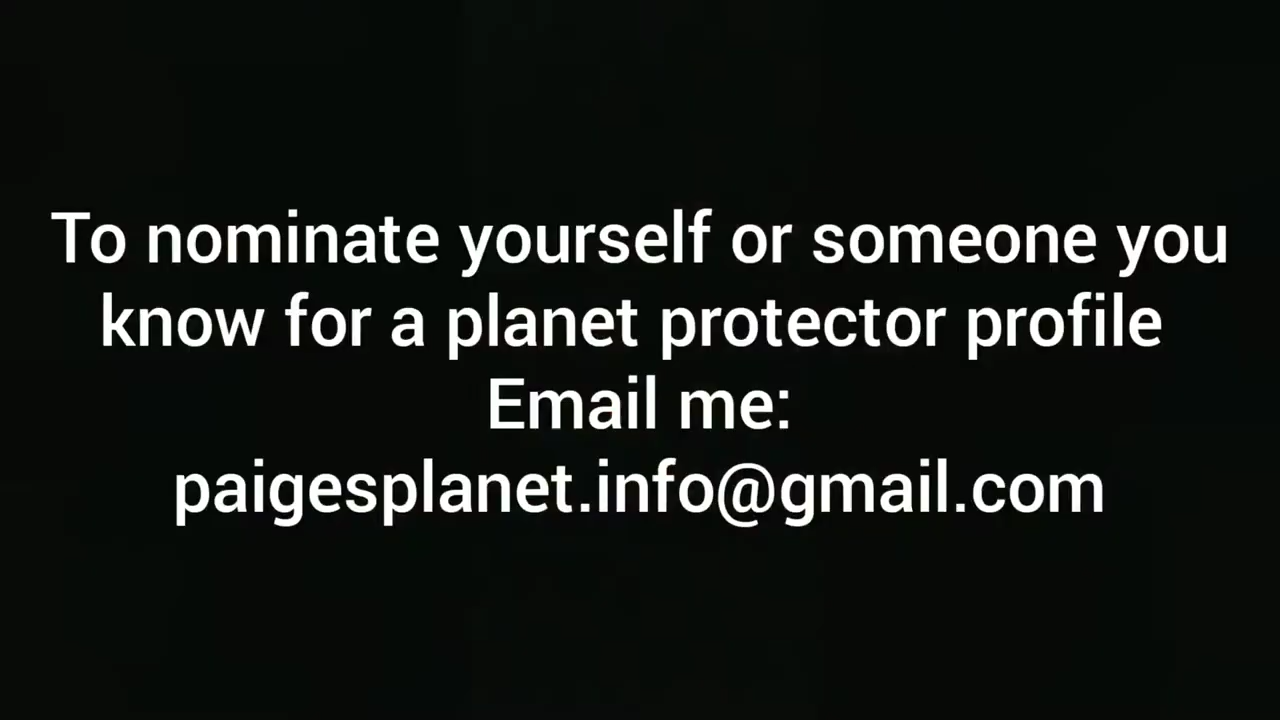 To nominate yourself or someone you
know for a planet protector profile
Email me:
paigesplanet.info@gmail.com